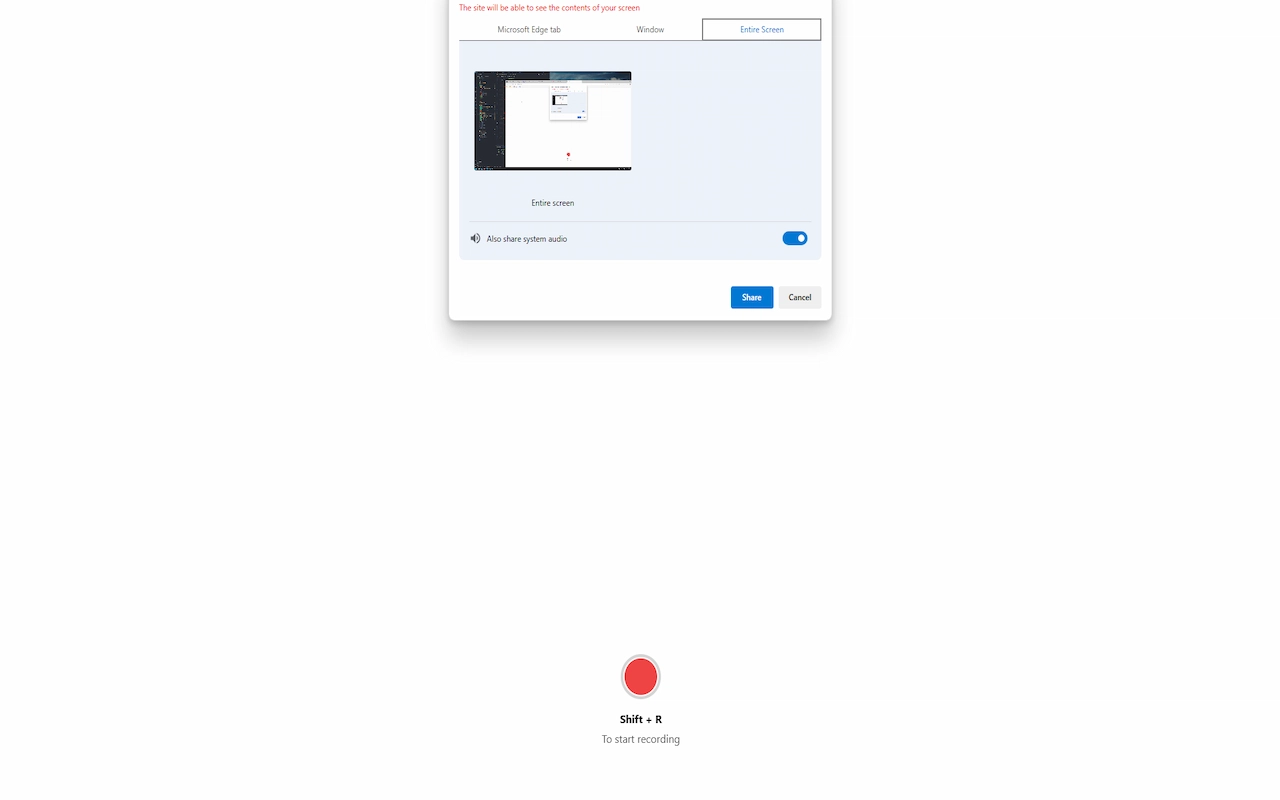 The site will be able to see the contents of your screen
Microsoft Edge tab
Window
Entire Screen
Entire screen
Also share system audio
Share
Cancel
Shift + R
To start recording